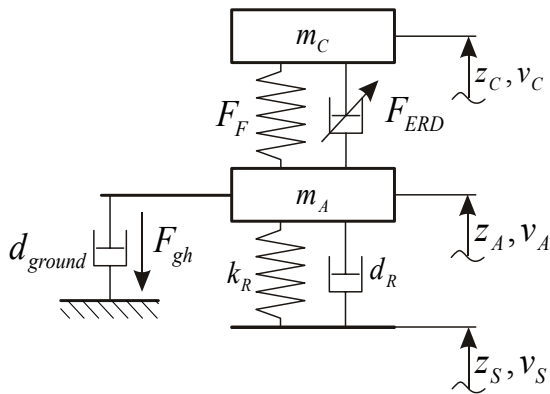 m_C
z_C, v_C
F_F
F_ERD
m_A
z_A, v_A
d_ground
F_gh
k_R
d_R
z_S, v_S